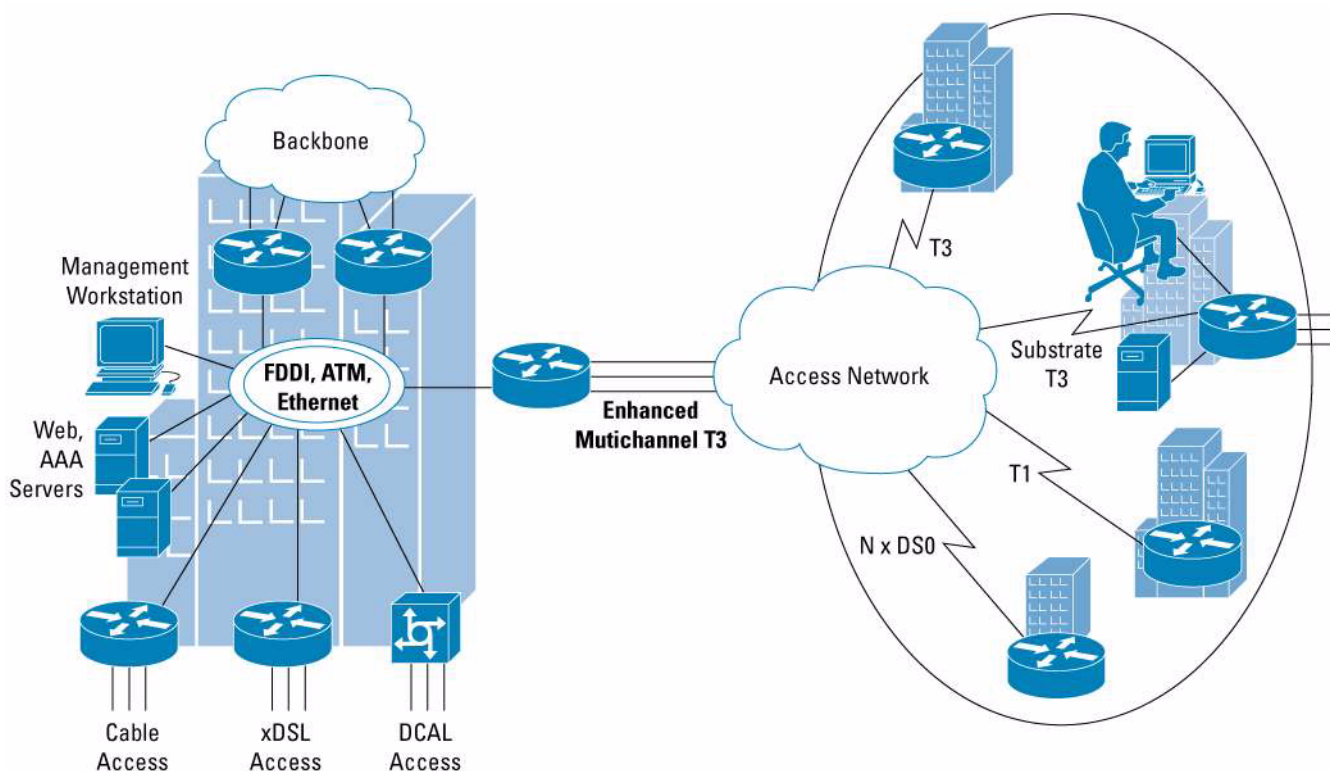 Backbone
Management
Workstation
FDDI, ATM,
Ethernet
Web,
AAA
Servers
Cable
Access
xDSL
Access
DCAL
Access
Enhanced
Mutichannel T3
Access Network
T3
Substrate
T3
T1
N x DS0